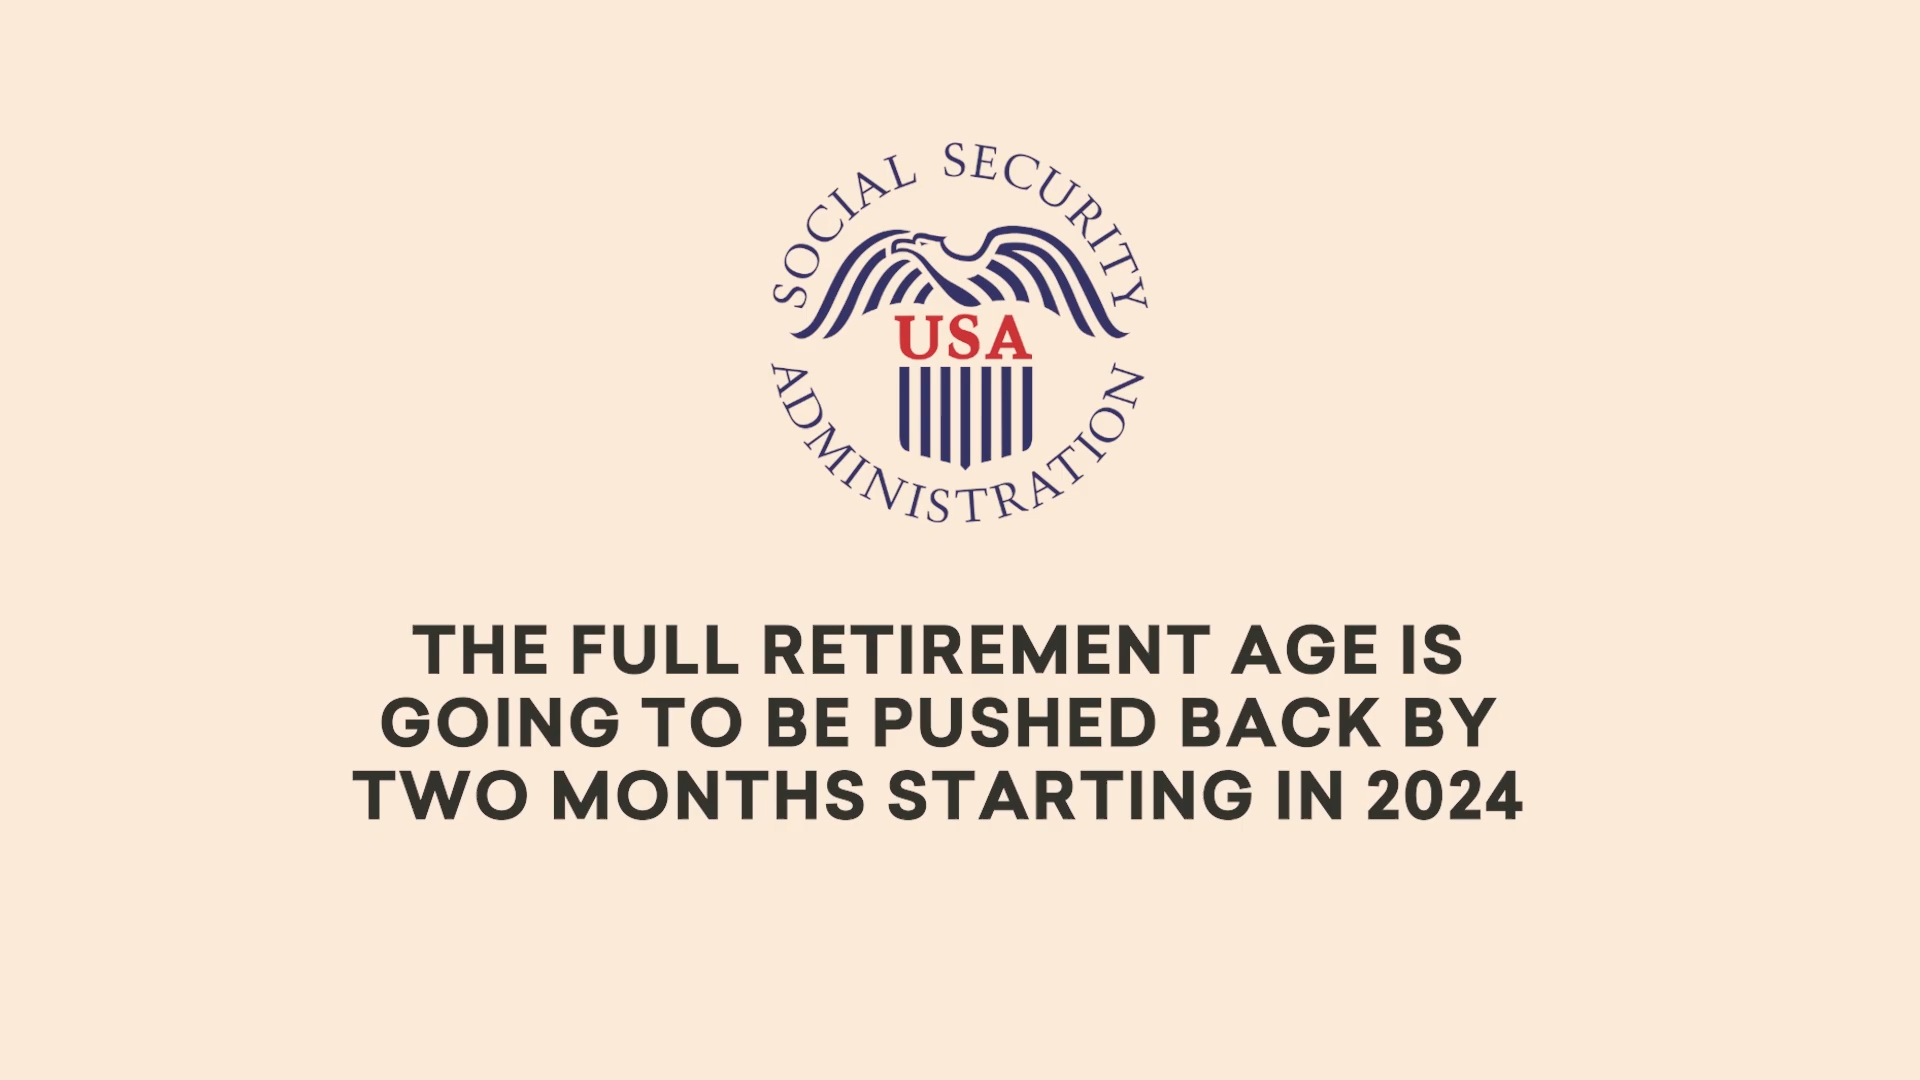 SOCIAL SECURITY
USA
ADMINISTRATION
THE FULL RETIREMENT AGE IS
GOING TO BE PUSHED BACK BY
TWO MONTHS STARTING IN 2024